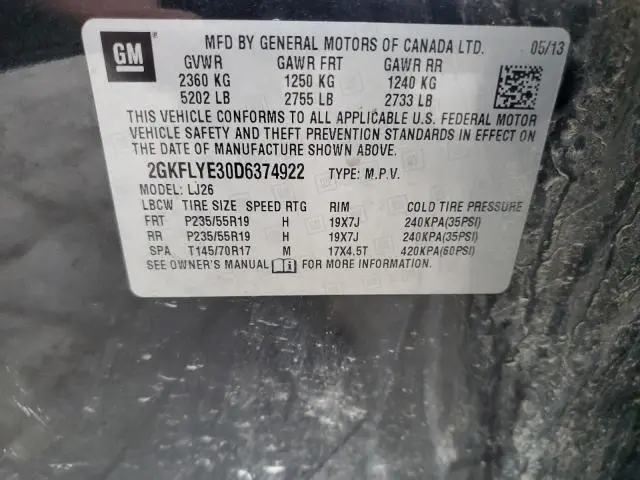 GM
MFD BY GENERAL MOTORS OF CANADA LTD. 05/13
GVWR GAWR FRT GAWR RR
2360 KG 1250 KG 1240 KG
5202 LB 2755 LB 2733 LB
THIS VEHICLE CONFORMS TO ALL APPLICABLE U.S. FEDERAL MOTOR
VEHICLE SAFETY AND THEFT PREVENTION STANDARDS IN EFFECT ON
THE DATE OF MANUFACTURE SHOWN ABOVE.
2GKFLYE30D6374922 TYPE: M.P.V.
MODEL: LJ26
LBCW TIRE SIZE SPEED RTG RIM COLD TIRE PRESSURE
FRT P235/55R19 H 19X7J 240KPA(35PSI)
RR P235/55R19 H 19X7J 240KPA(35PSI)
SPA T145/70R17 M 17X4.5T 420KPA(60PSI)
SEE OWNER'S MANUAL FOR MORE INFORMATION